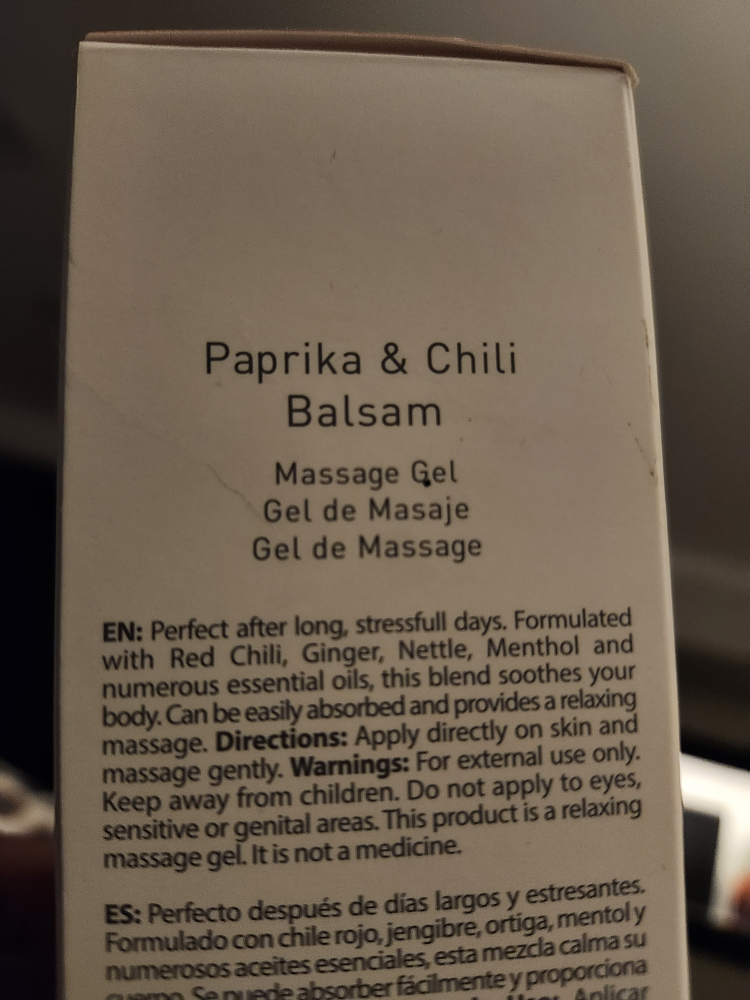 Paprika & Chili
Balsam
Massage Gel
Gel de Masaje
Gel de Massage
EN: Perfect after long, stressfull days. Formulated
with Red Chili, Ginger, Nettle, Menthol and
numerous essential oils, this blend soothes your
body. Can be easily absorbed and provides a relaxing
massage. Directions: Apply directly on skin and
massage gently. Warnings: For external use only.
Keep away from children. Do not apply to eyes,
sensitive or genital areas. This product is a relaxing
massage gel. It is not a medicine.
ES: Perfecto después de días largos y estresantes.
Formulado con chile rojo, jengibre, ortiga, mentol y
numerosos aceites esenciales, esta mezcla calma su
cuerpo. Se puede absorber fácilmente y proporciona
Uso: Aplicar